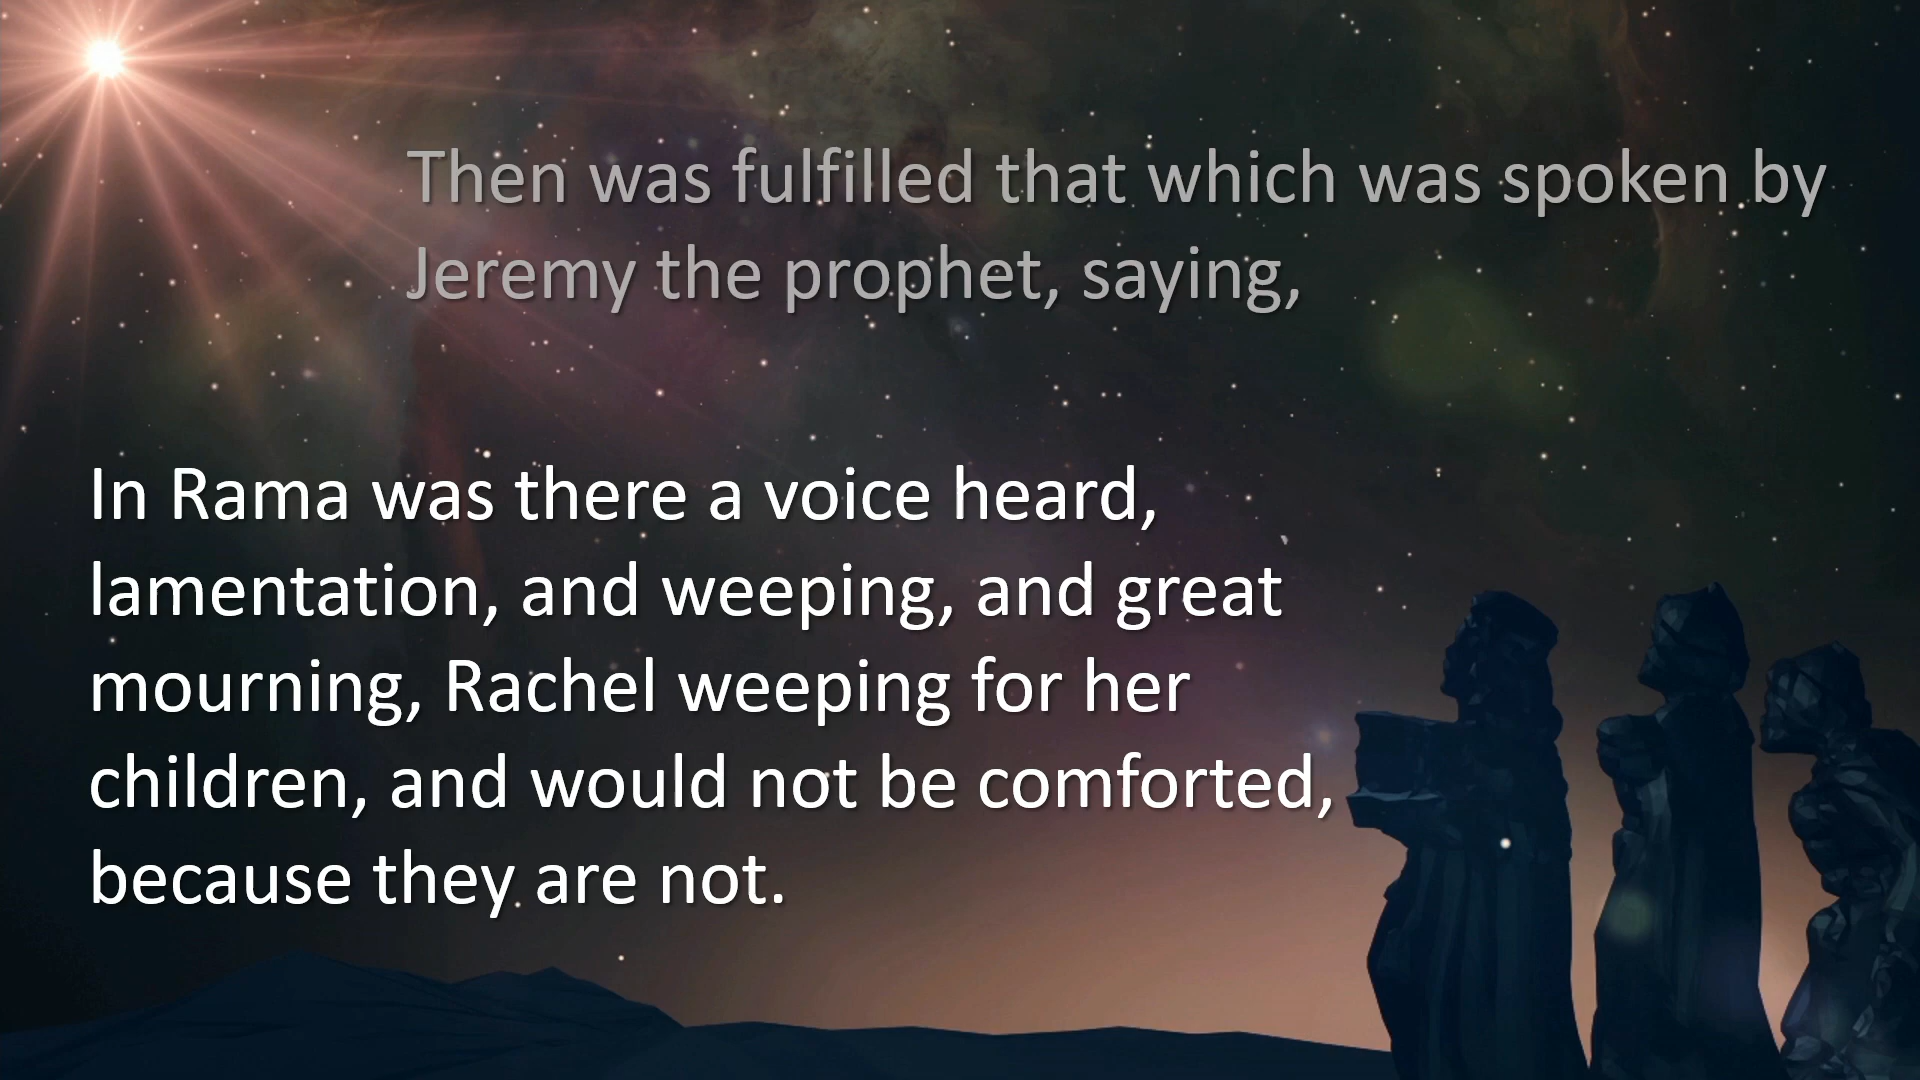 Then was fulfilled that which was spoken by
Jeremy the prophet, saying,
In Rama was there a voice heard,
lamentation, and weeping, and great
mourning, Rachel weeping for her
children, and would not be comforted,
because they are not.